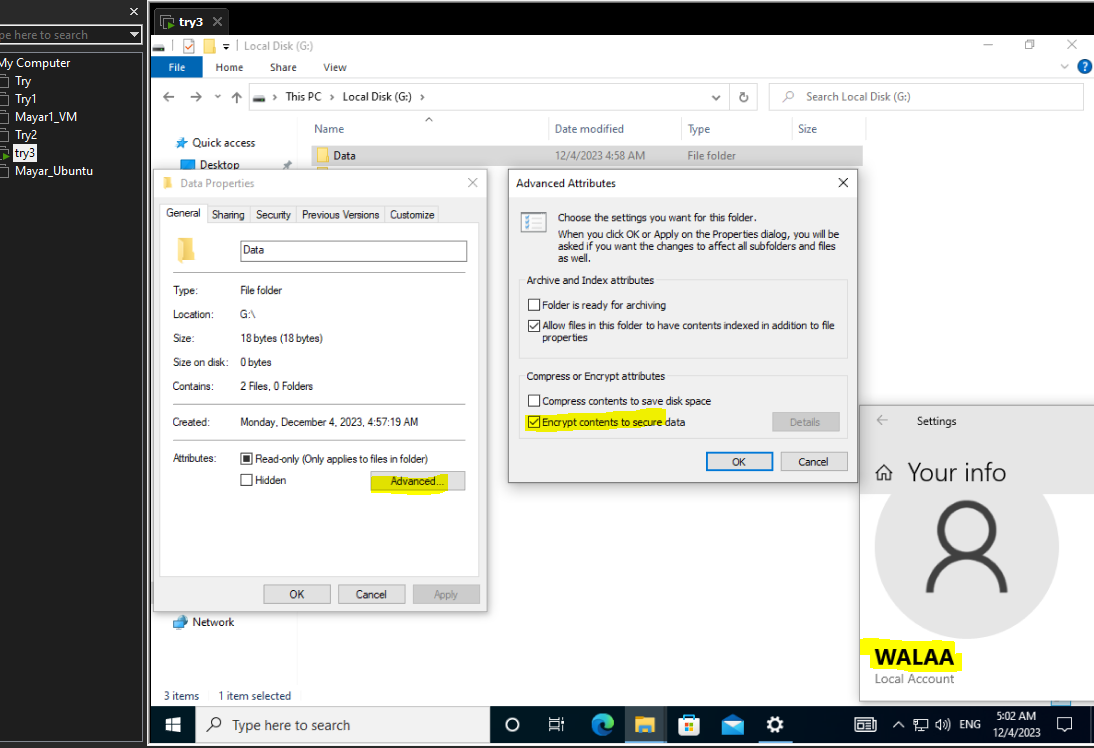 try3
pe here to search
My Computer
Try
Try1
Mayar1_VM
Try2
try3
Mayar_Ubuntu
Local Disk (G:)
File Home Share View
This PC Local Disk (G:)
Search Local Disk (G:)
Name Date modified Type Size
Quick access
Desktop
Data 12/4/2023 4:58 AM File folder
Data Properties
General Sharing Security Previous Versions Customize
Data
Type: File folder
Location: G:\
Size: 18 bytes (18 bytes)
Size on disk: 0 bytes
Contains: 2 Files, 0 Folders
Created: Monday, December 4, 2023, 4:57:19 AM
Attributes: Read-only (Only applies to files in folder)
Hidden
Advanced...
OK Cancel Apply
Advanced Attributes
Choose the settings you want for this folder.
When you click OK or Apply on the Properties dialog, you will be
asked if you want the changes to affect all subfolders and files
as well.
Archive and Index attributes
Folder is ready for archiving
Allow files in this folder to have contents indexed in addition to file
properties
Compress or Encrypt attributes
Compress contents to save disk space
Encrypt contents to secure data
Details
OK Cancel
Settings
Your info
WALAA
Local Account
Network
3 items 1 item selected
Type here to search
ENG
5:02 AM
12/4/2023